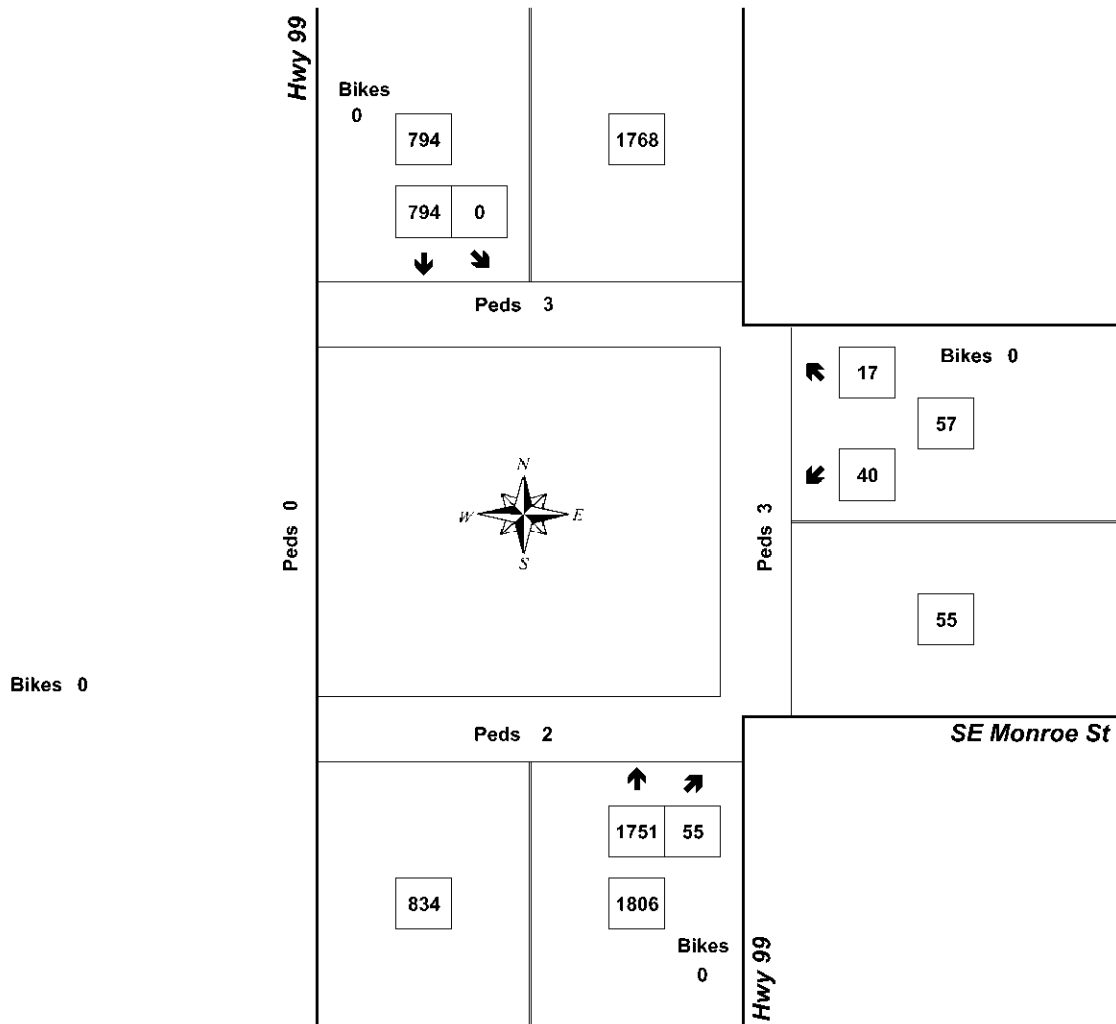 Hwy 99
Bikes
0
794
1768
794 0
Peds 3
17
Bikes 0
57
40
N
W E
S
Peds 0
Peds 3
55
Bikes 0
SE Monroe St
Peds 2
1751 55
834
1806
Bikes
0
Hwy 99